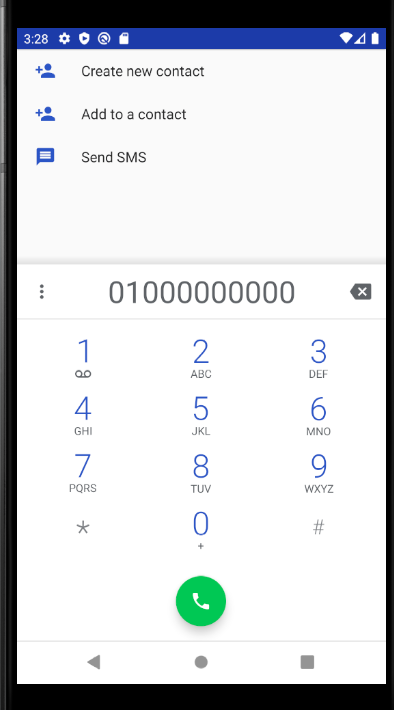 3:28
Create new contact
Add to a contact
Send SMS
01000000000
1 2 3
ABC DEF
4 5 6
GHI JKL MNO
7 8 9
PQRS TUV WXYZ
* 0 #
+